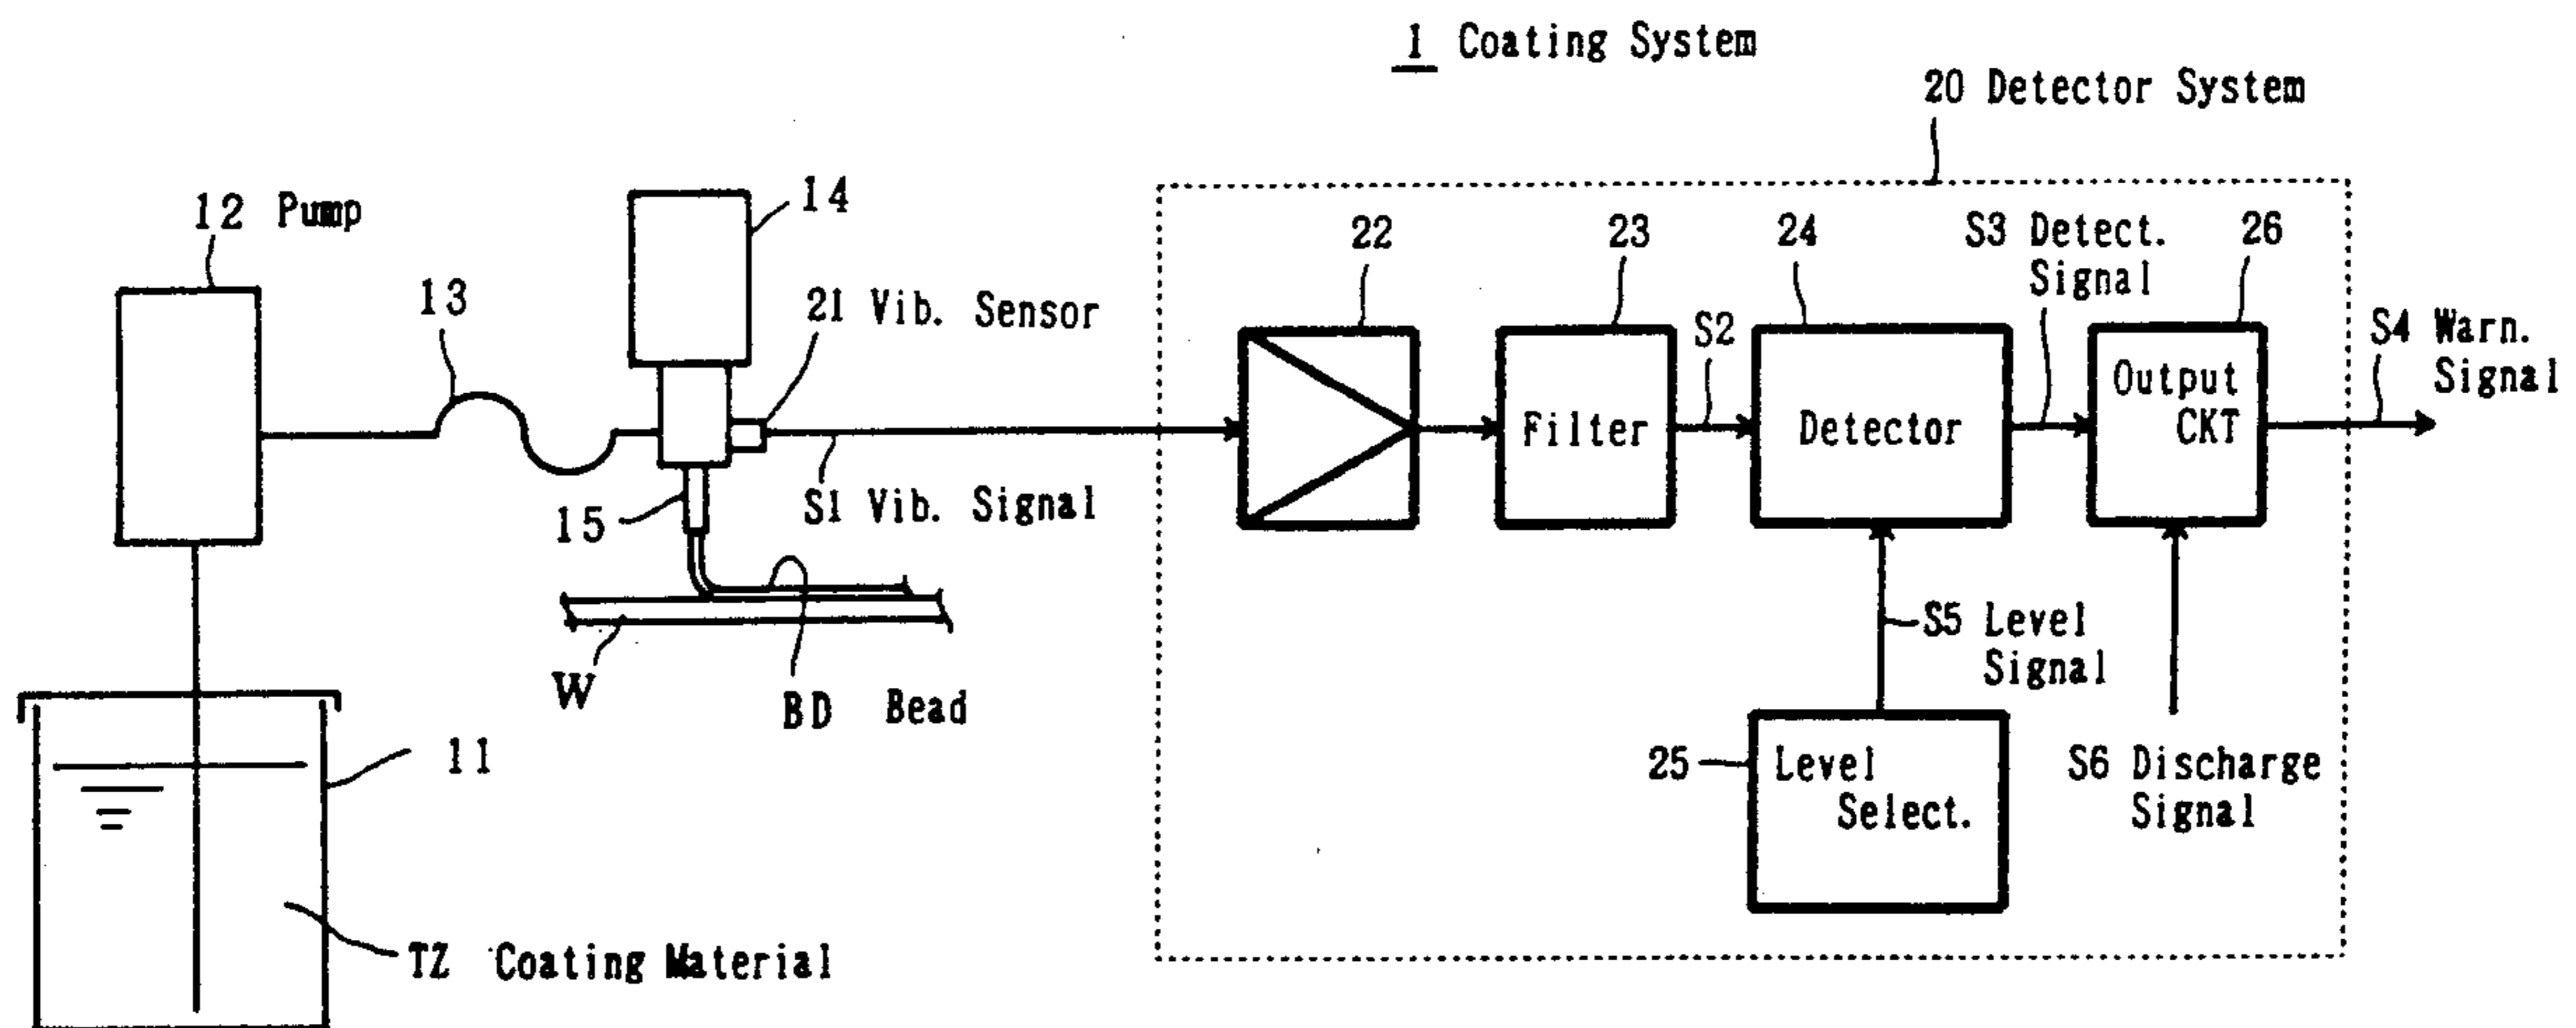 1 Coating System
20 Detector System
12 Pump
14
13
21 Vib. Sensor
22
23
24
S3 Detect.
Signal
26
S2
S4 Warn.
Signal
Filter
Detector
Output
CKT
15
S1 Vib. Signal
S5 Level
Signal
W
BD Bead
11
25
Level
Select.
S6 Discharge
Signal
TZ Coating Material